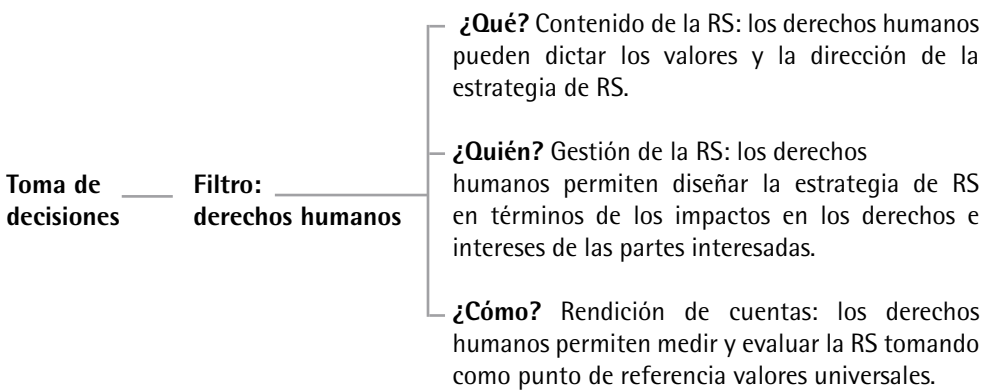 ¿Qué? Contenido de la RS: los derechos humanos
pueden dictar los valores y la dirección de la
estrategia de RS.
¿Quién? Gestión de la RS: los derechos
humanos permiten diseñar la estrategia de RS
en términos de los impactos en los derechos e
intereses de las partes interesadas.
Toma de
decisiones
Filtro:
derechos humanos
¿Cómo? Rendición de cuentas: los derechos
humanos permiten medir y evaluar la RS tomando
como punto de referencia valores universales.